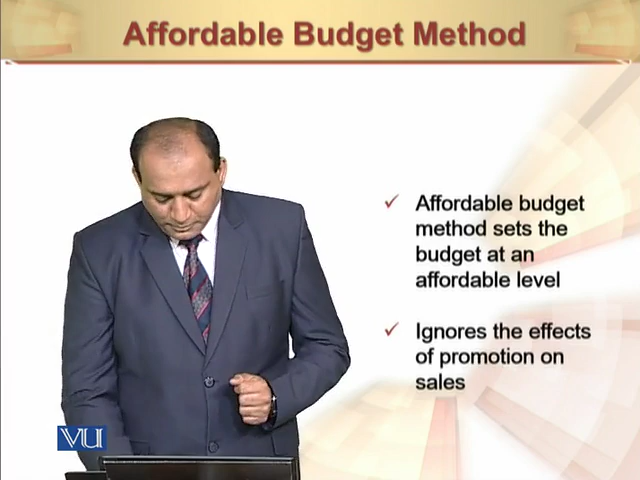 Affordable Budget Method
Affordable budget
method sets the
budget at an
affordable level
Ignores the effects
of promotion on
sales
VU